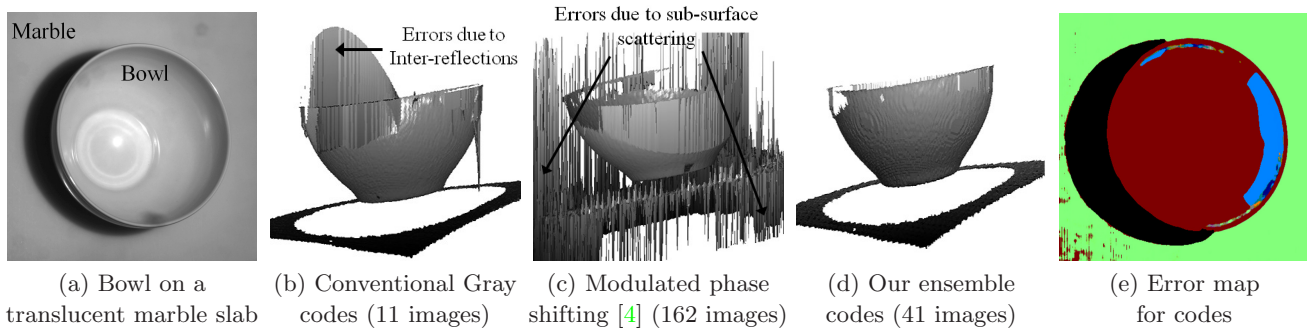 Marble
Bowl
Errors due to
Inter-reflections
Errors due to sub-surface
scattering
(a) Bowl on a
translucent marble slab
(b) Conventional Gray
codes (11 images)
(c) Modulated phase
shifting [4] (162 images)
(d) Our ensemble
codes (41 images)
(e) Error map
for codes